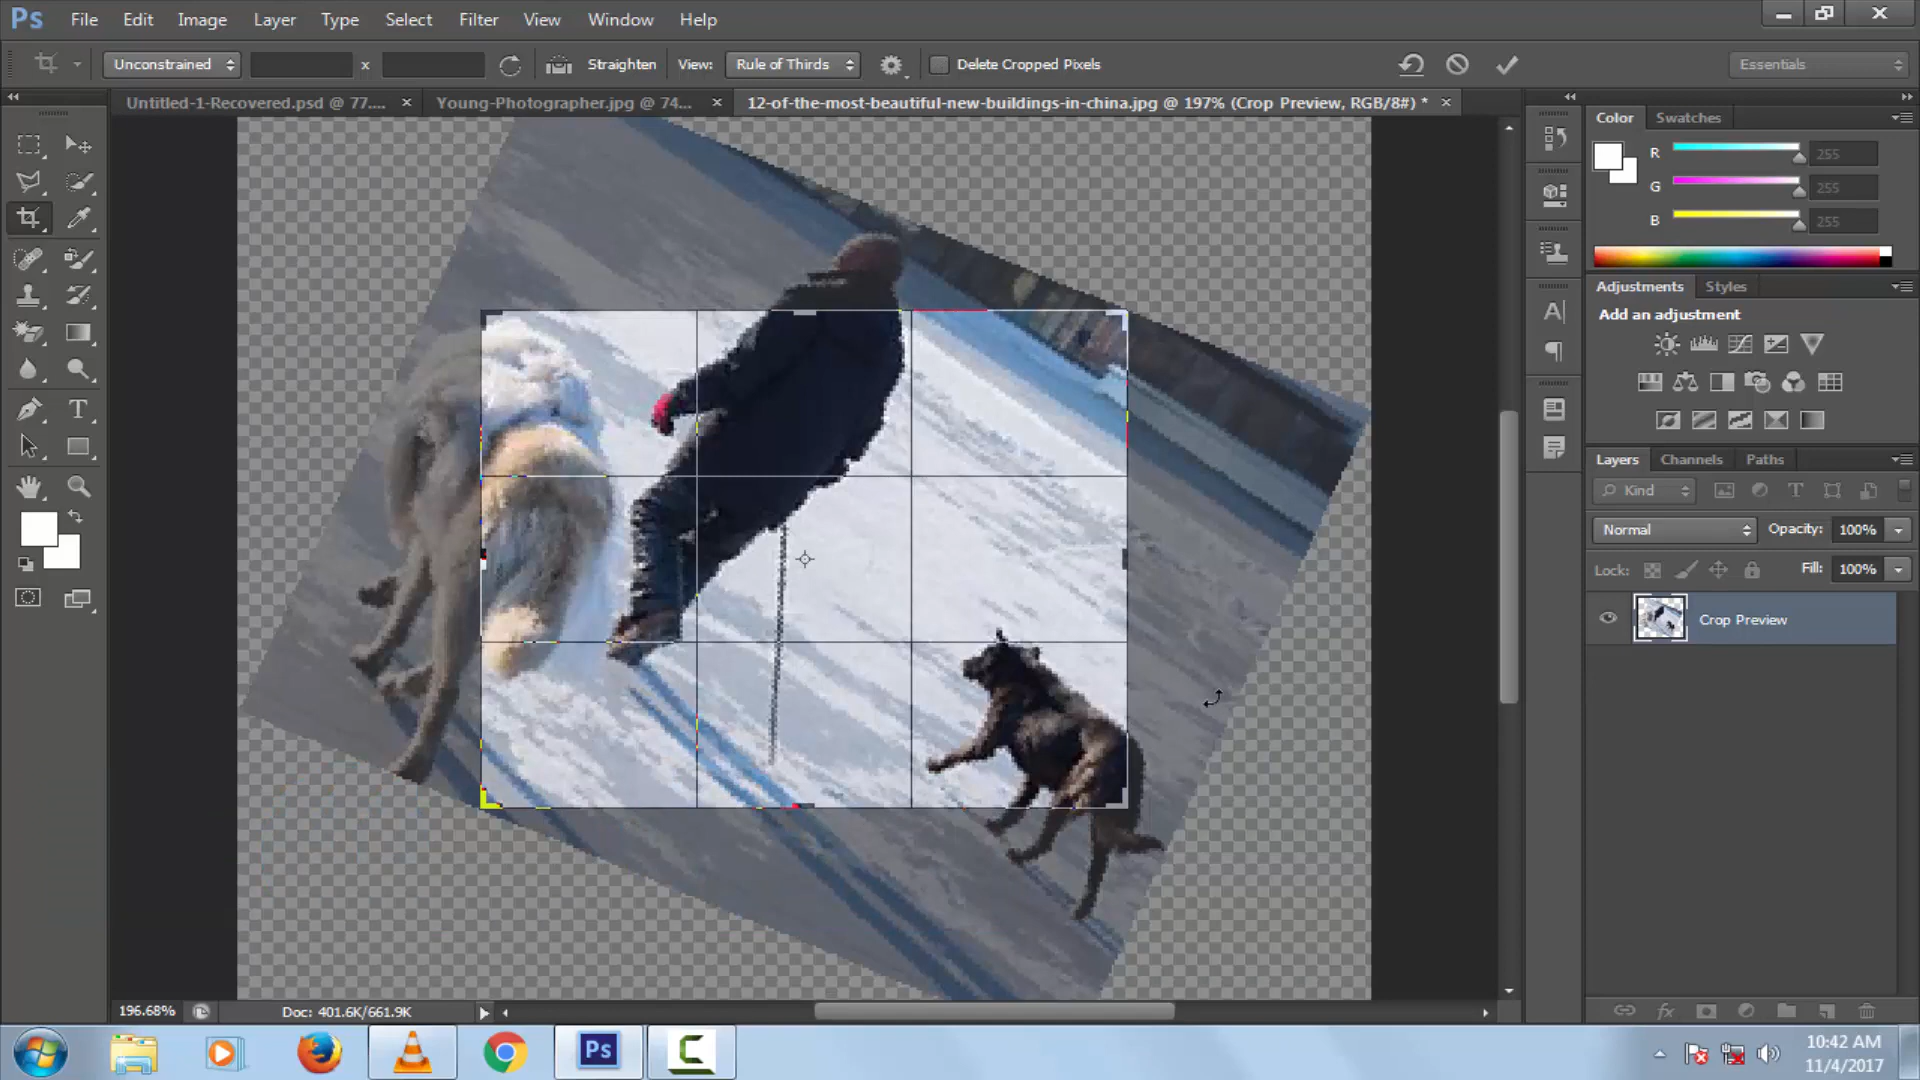 Ps File Edit Image Layer Type Select Filter View Window Help
Unconstrained x Straighten View: Rule of Thirds Delete Cropped Pixels Essentials
Untitled-1-Recovered.psd @ 77.... × Young-Photographer.jpg @ 74... × 12-of-the-most-beautiful-new-buildings-in-china.jpg @ 197% (Crop Preview, RGB/8#) * ×
Color Swatches
R 255
G 255
B 255
Adjustments Styles
Add an adjustment
Layers Channels Paths
Kind
Normal Opacity: 100%
Lock: Fill: 100%
Crop Preview
196.68% Doc: 401.6K/661.9K
10:42 AM
11/4/2017
Ps